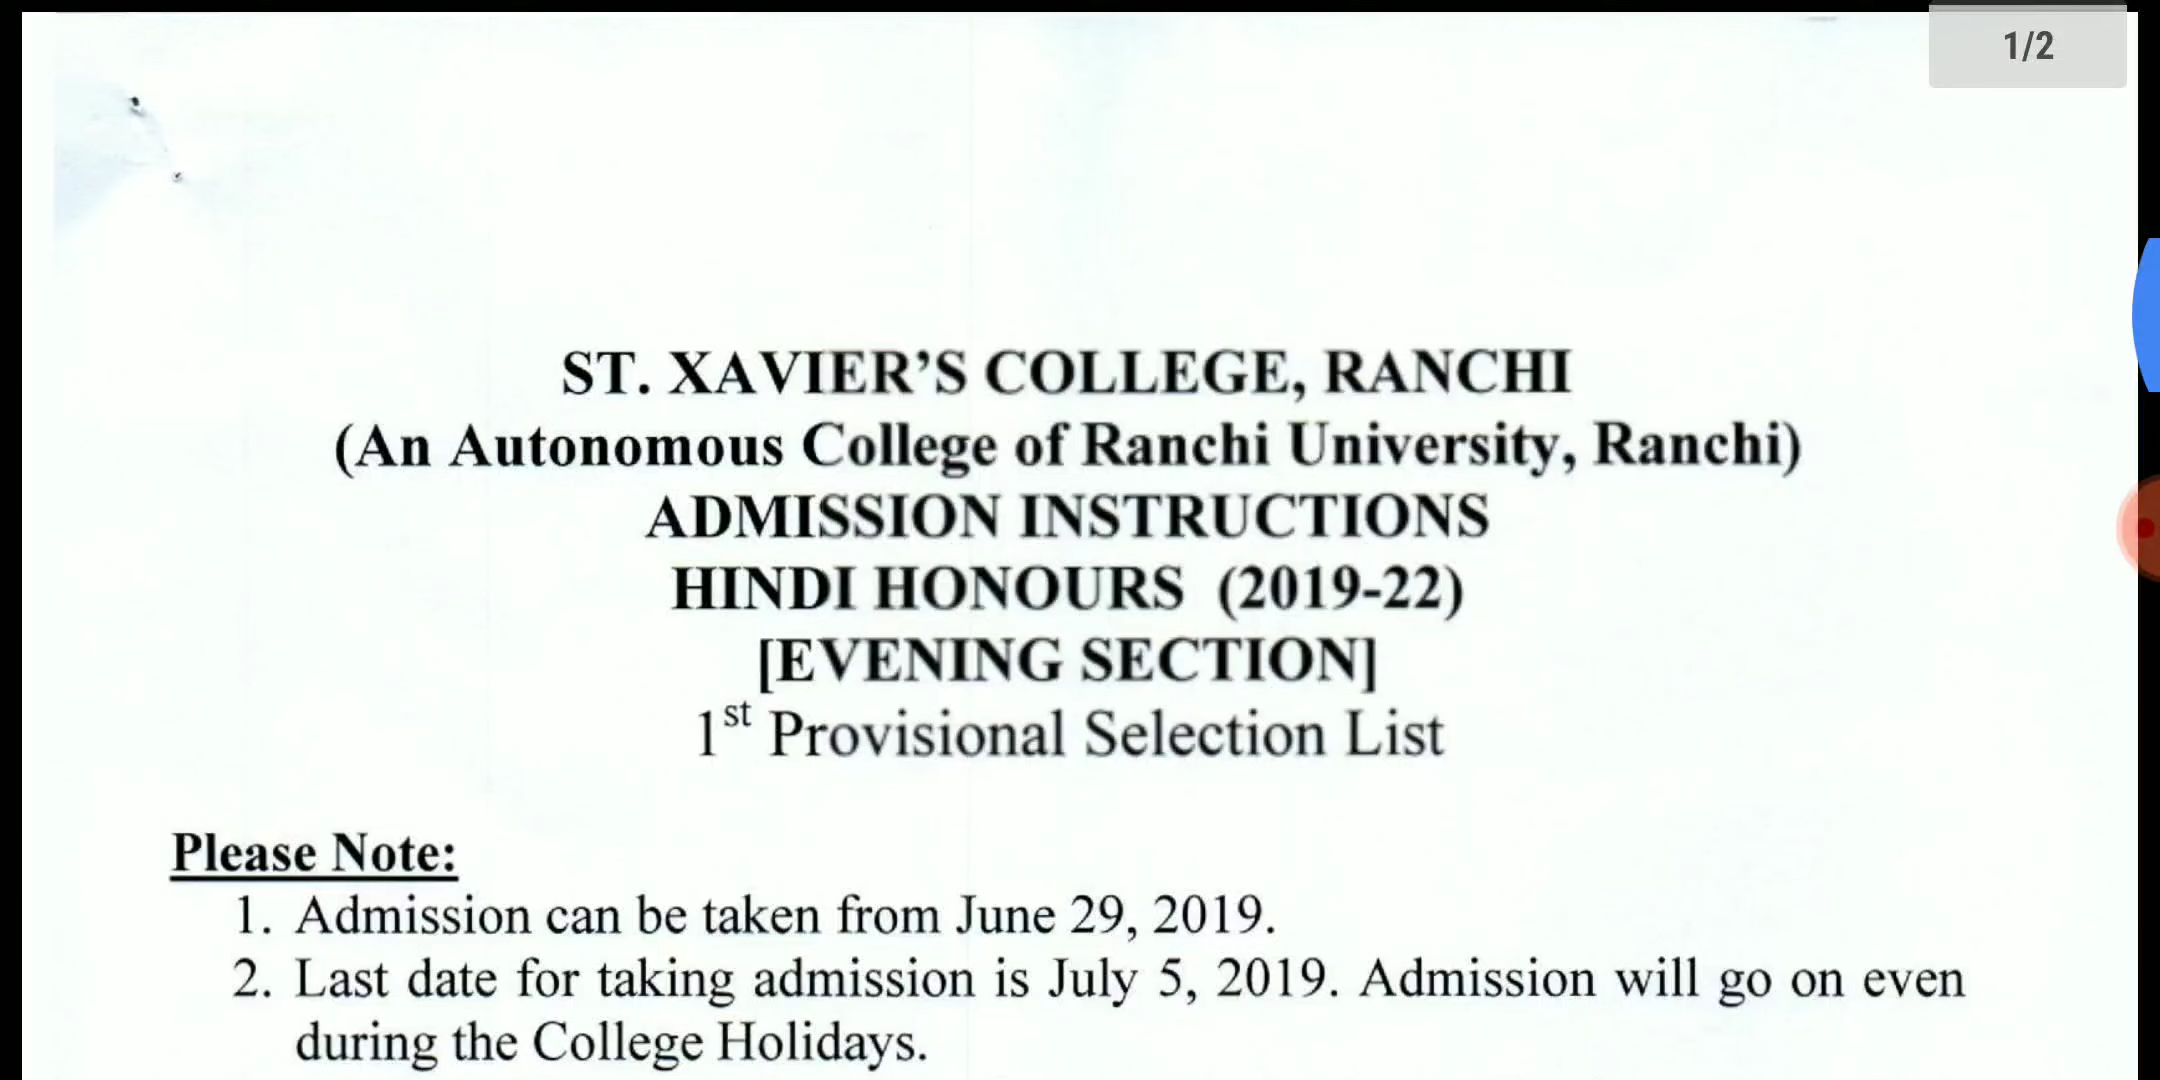 1/2
ST. XAVIER’S COLLEGE, RANCHI
(An Autonomous College of Ranchi University, Ranchi)
ADMISSION INSTRUCTIONS
HINDI HONOURS (2019-22)
[EVENING SECTION]
1st Provisional Selection List
Please Note:
1. Admission can be taken from June 29, 2019.
2. Last date for taking admission is July 5, 2019. Admission will go on even
during the College Holidays.